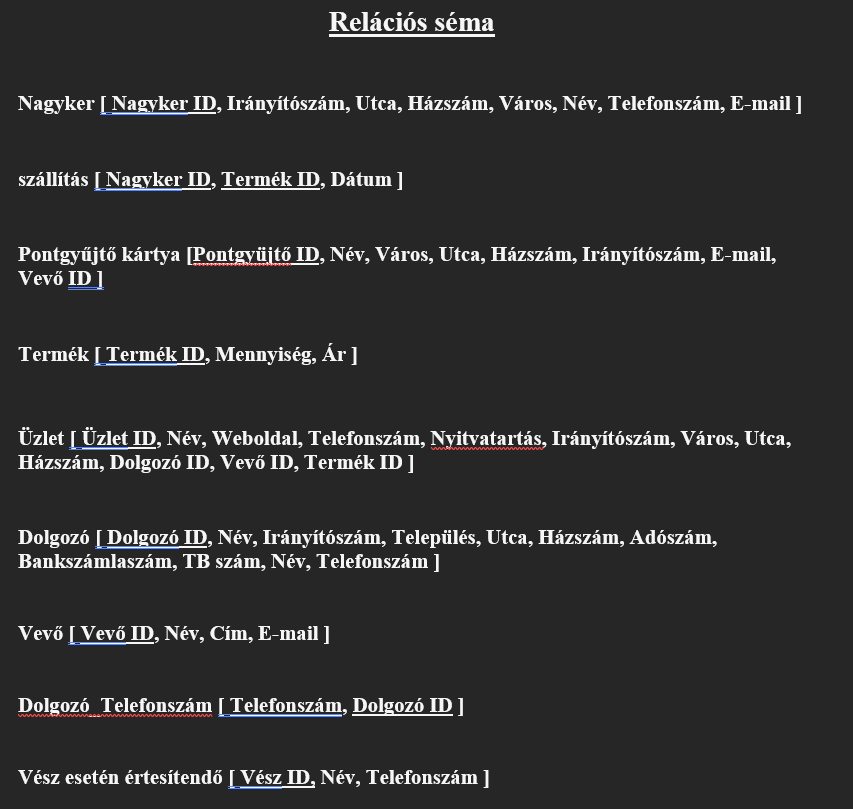 Relációs séma
Nagyker [ Nagyker ID, Irányítószám, Utca, Házszám, Város, Név, Telefonszám, E-mail ]
szállítás [ Nagyker ID, Termék ID, Dátum ]
Pontgyűjtő kártya [Pontgyüjtő ID, Név, Város, Utca, Házszám, Irányítószám, E-mail,
Vevő ID ]
Termék [ Termék ID, Mennyiség, Ár ]
Üzlet [ Üzlet ID, Név, Weboldal, Telefonszám, Nyitvatartás, Irányítószám, Város, Utca,
Házszám, Dolgozó ID, Vevő ID, Termék ID ]
Dolgozó [ Dolgozó ID, Név, Irányítószám, Település, Utca, Házszám, Adószám,
Bankszámlaszám, TB szám, Név, Telefonszám ]
Vevő [ Vevő ID, Név, Cím, E-mail ]
Dolgozó_Telefonszám [ Telefonszám, Dolgozó ID ]
Vész esetén értesítendő [ Vész ID, Név, Telefonszám ]